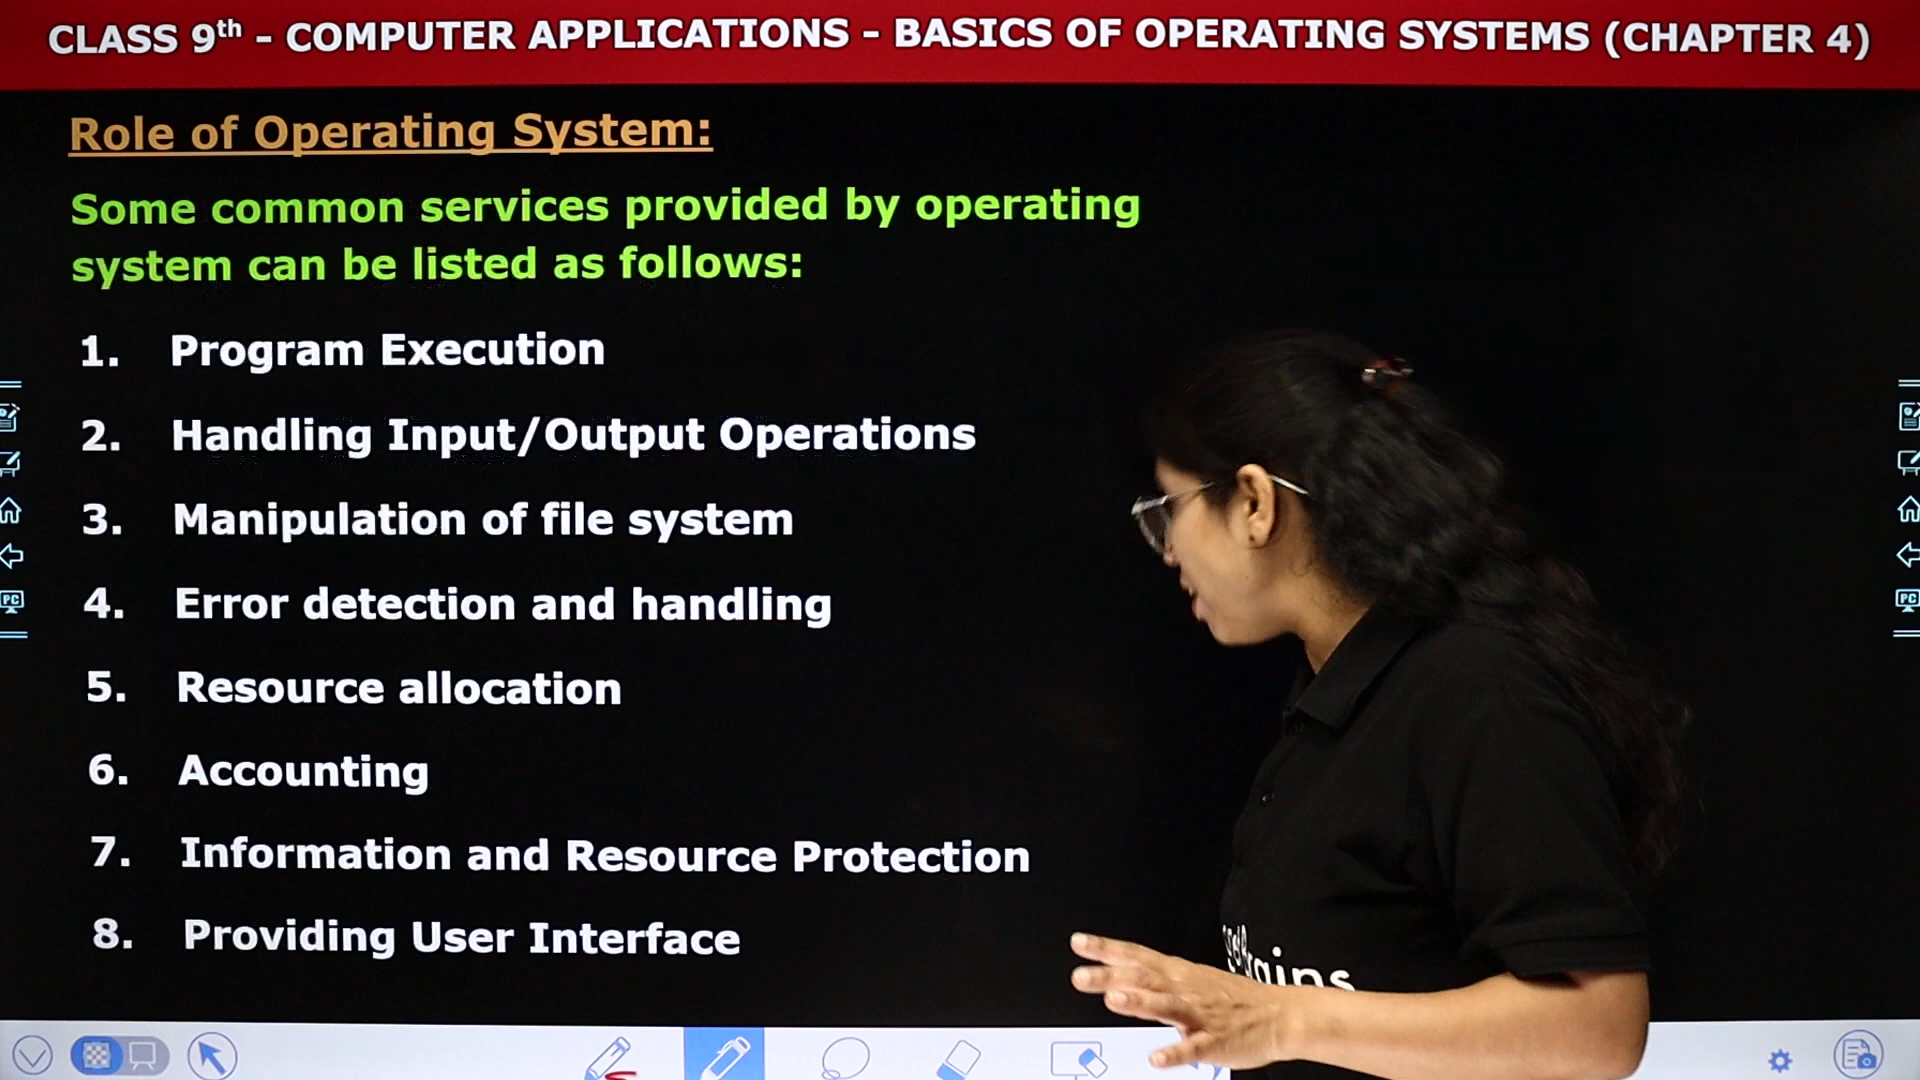 CLASS 9th - COMPUTER APPLICATIONS - BASICS OF OPERATING SYSTEMS (CHAPTER 4)
Role of Operating System:
Some common services provided by operating
system can be listed as follows:
1. Program Execution
2. Handling Input/Output Operations
3. Manipulation of file system
4. Error detection and handling
5. Resource allocation
6. Accounting
7. Information and Resource Protection
8. Providing User Interface
PC
PC